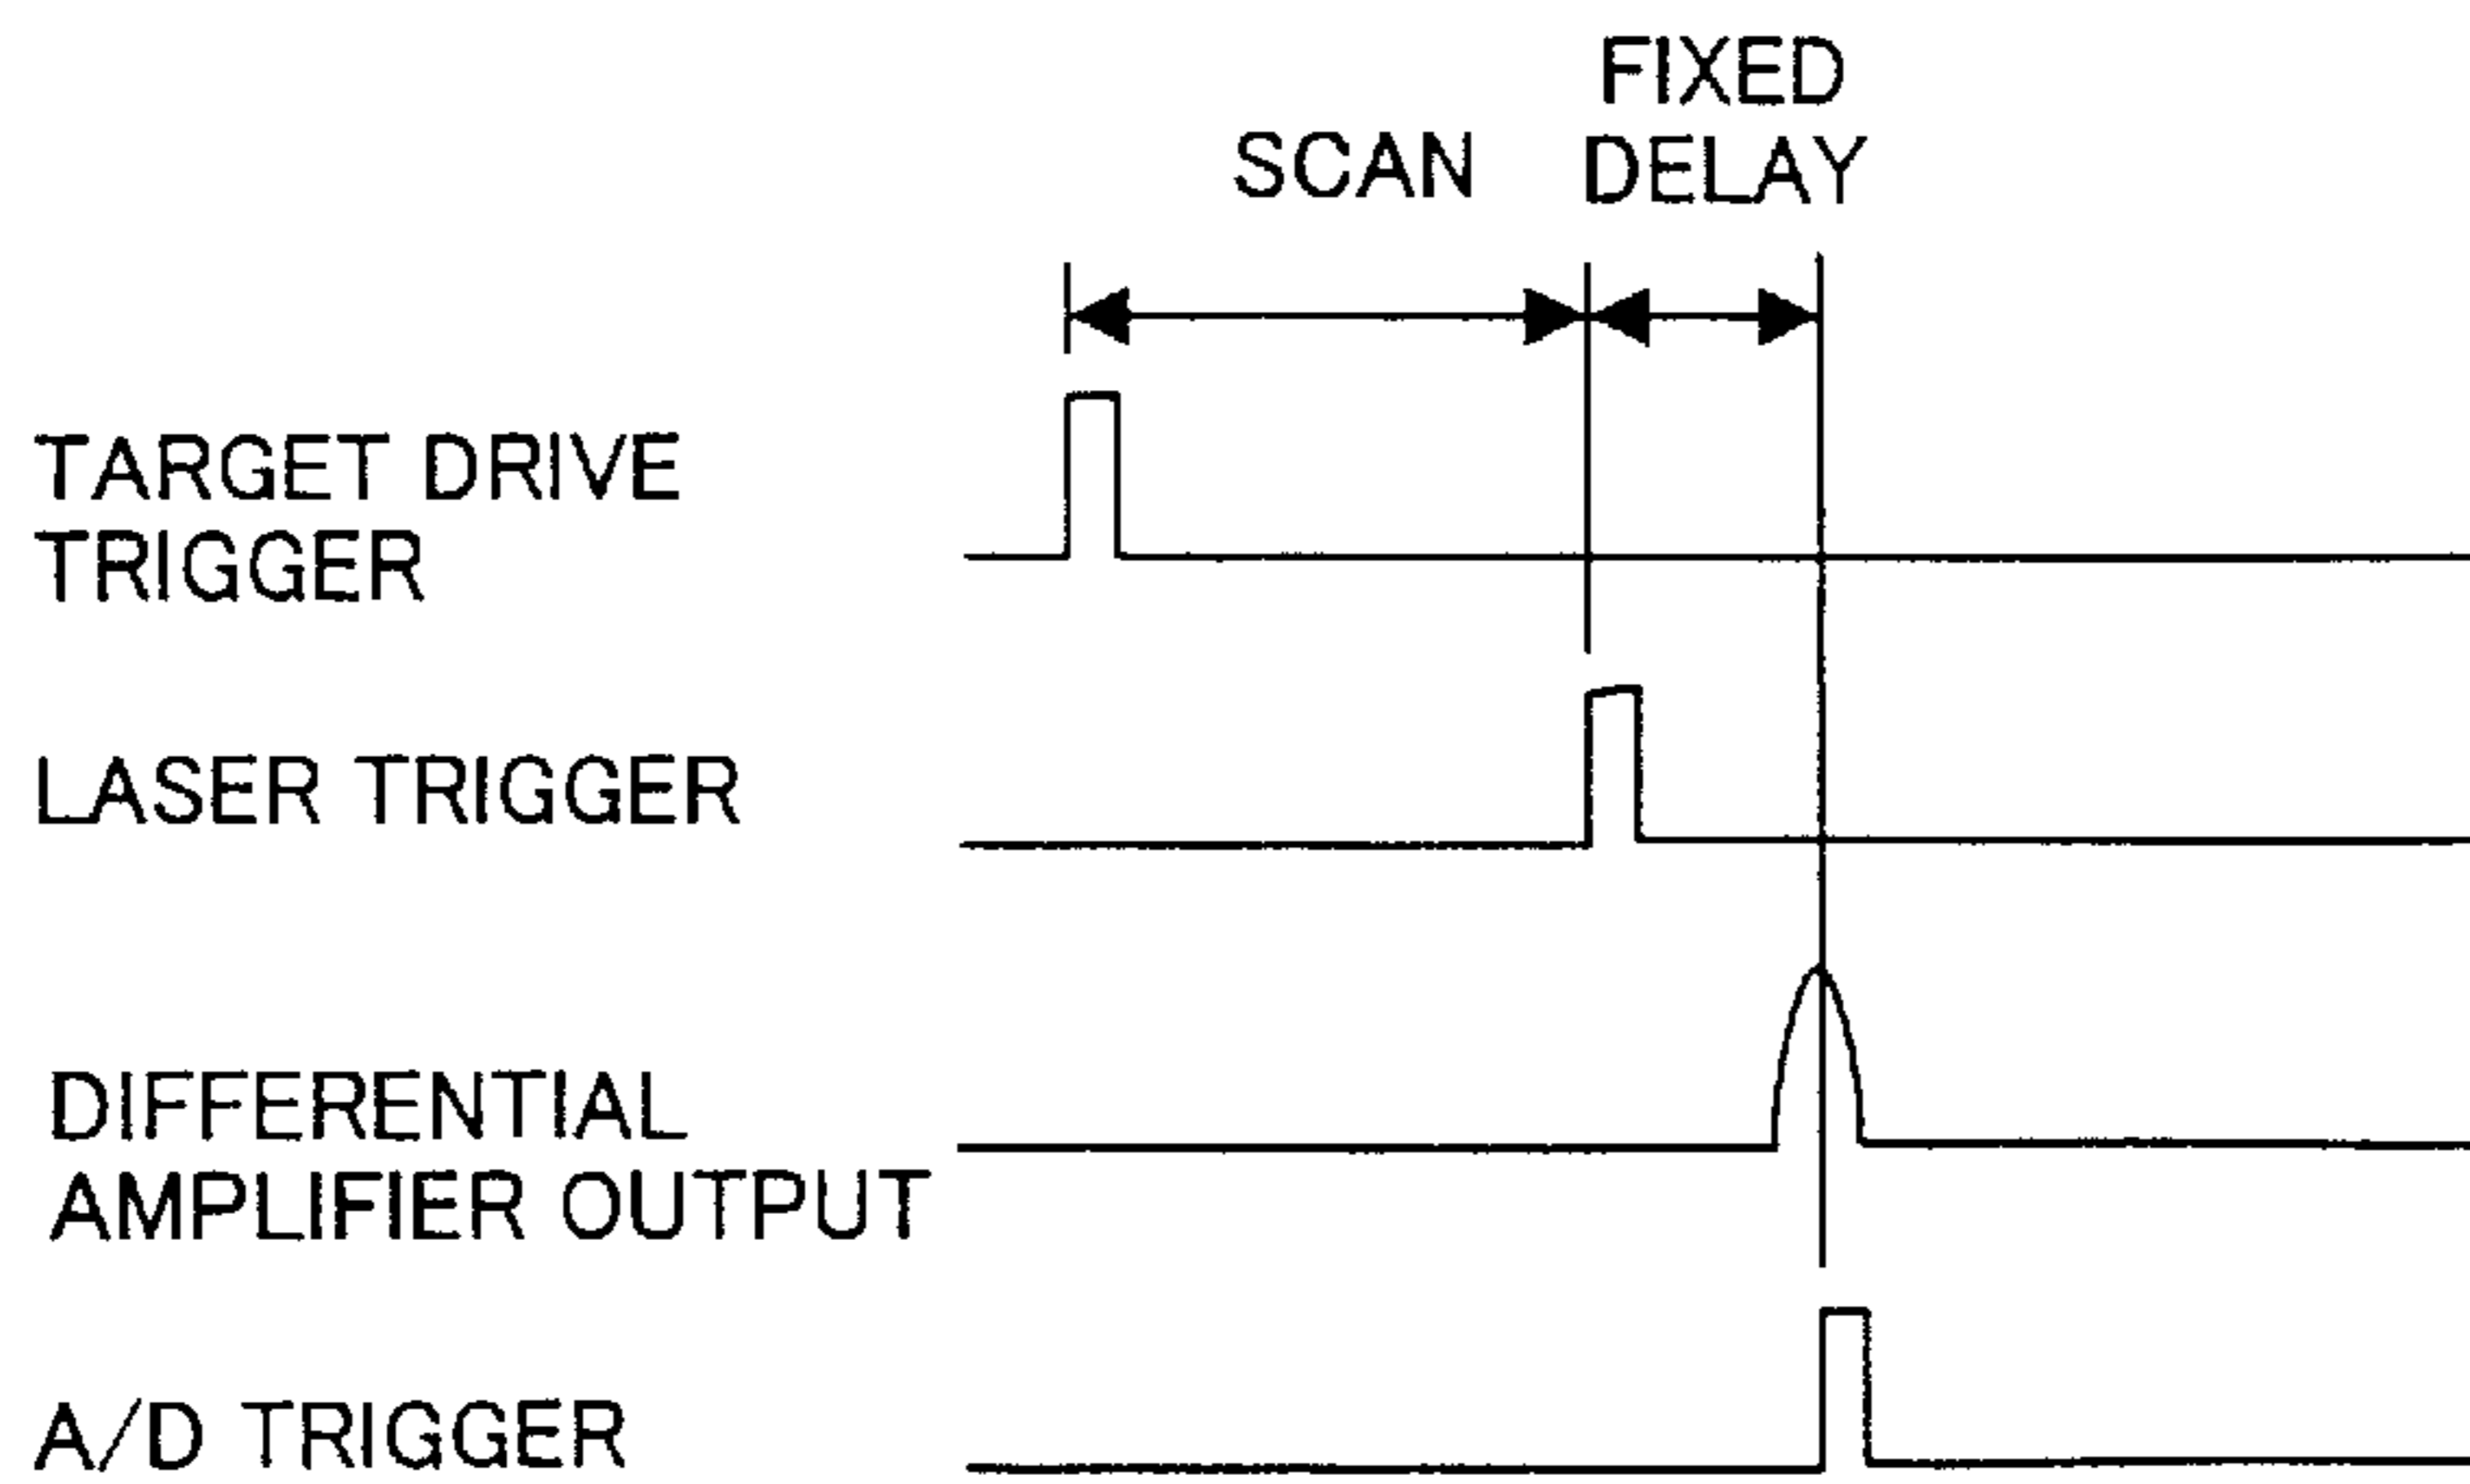 FIXED
SCAN DELAY
TARGET DRIVE
TRIGGER
LASER TRIGGER
DIFFERENTIAL
AMPLIFIER OUTPUT
A/D TRIGGER